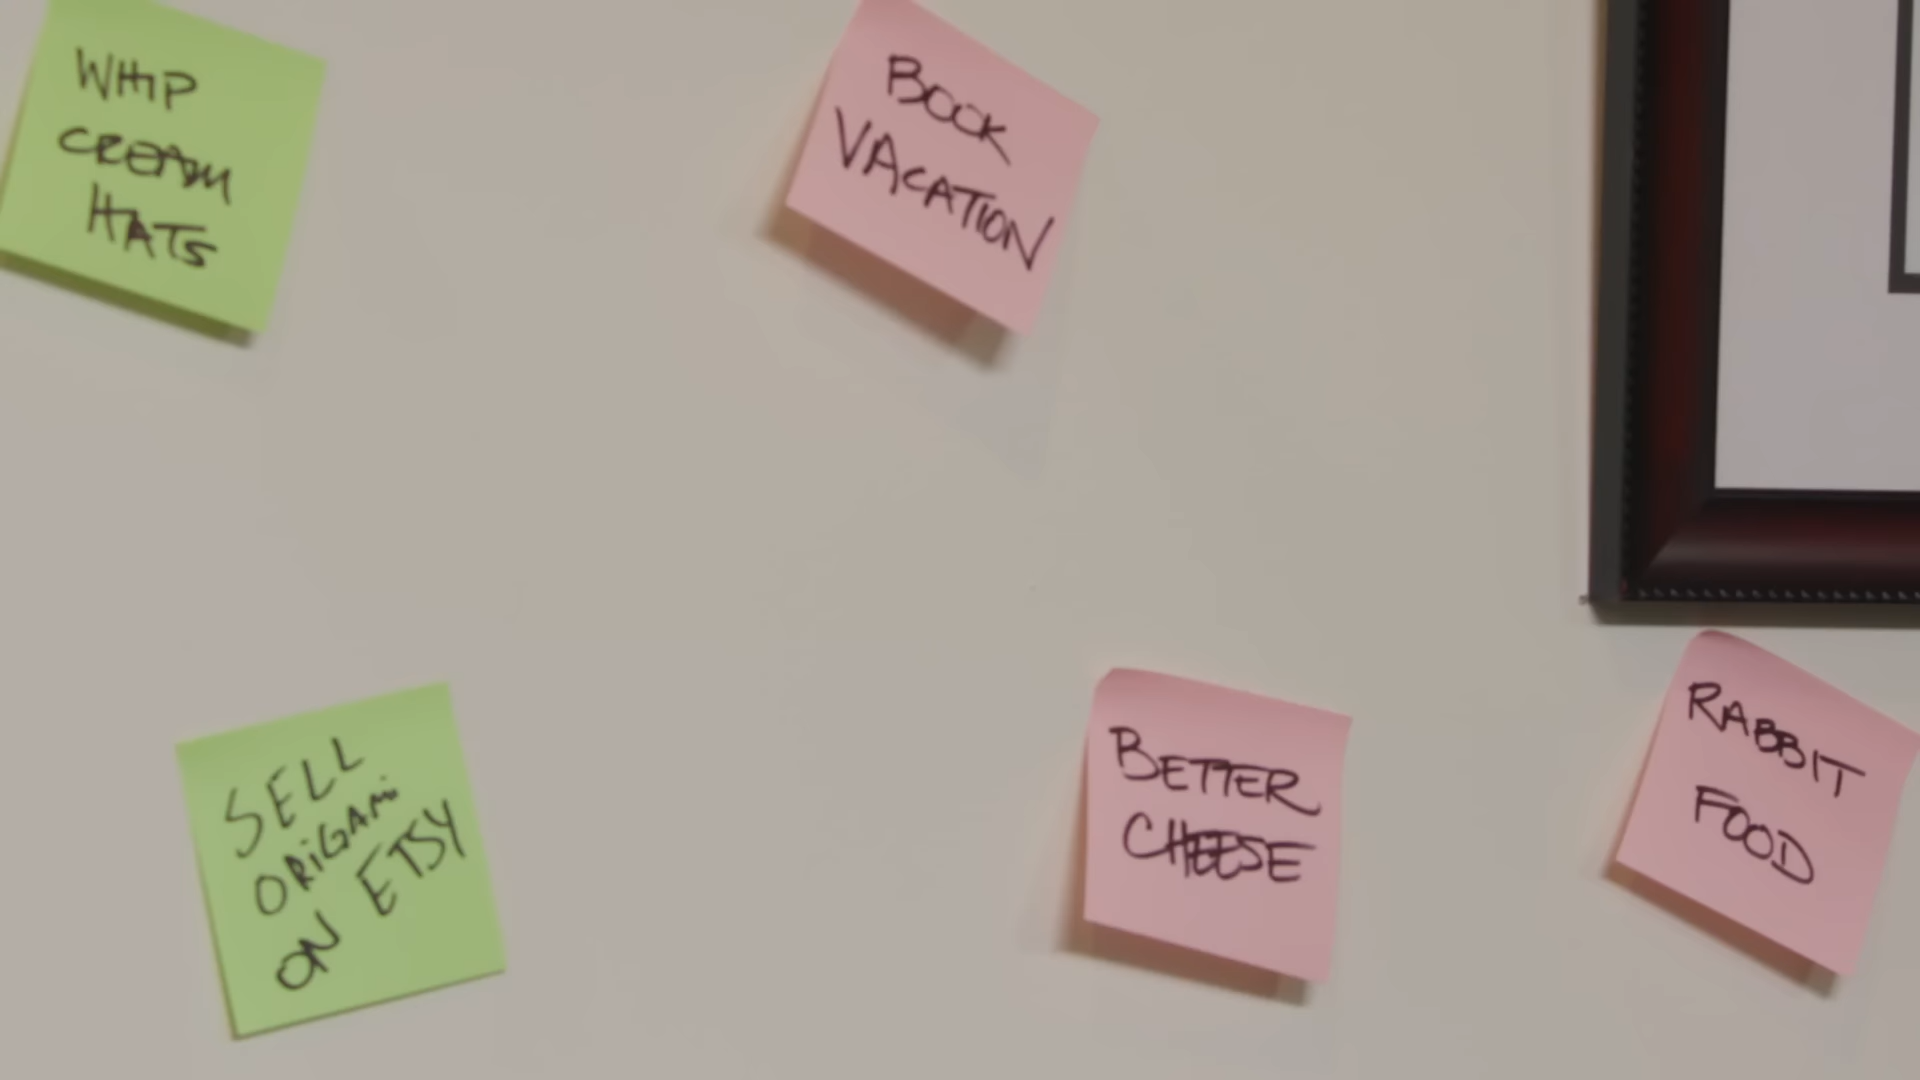 WHIP
CREAM
HATS
BOOK
VACATION
SELL
ORIGAMI
ON ETSY
BETTER
CHEESE
RABBIT
FOOD